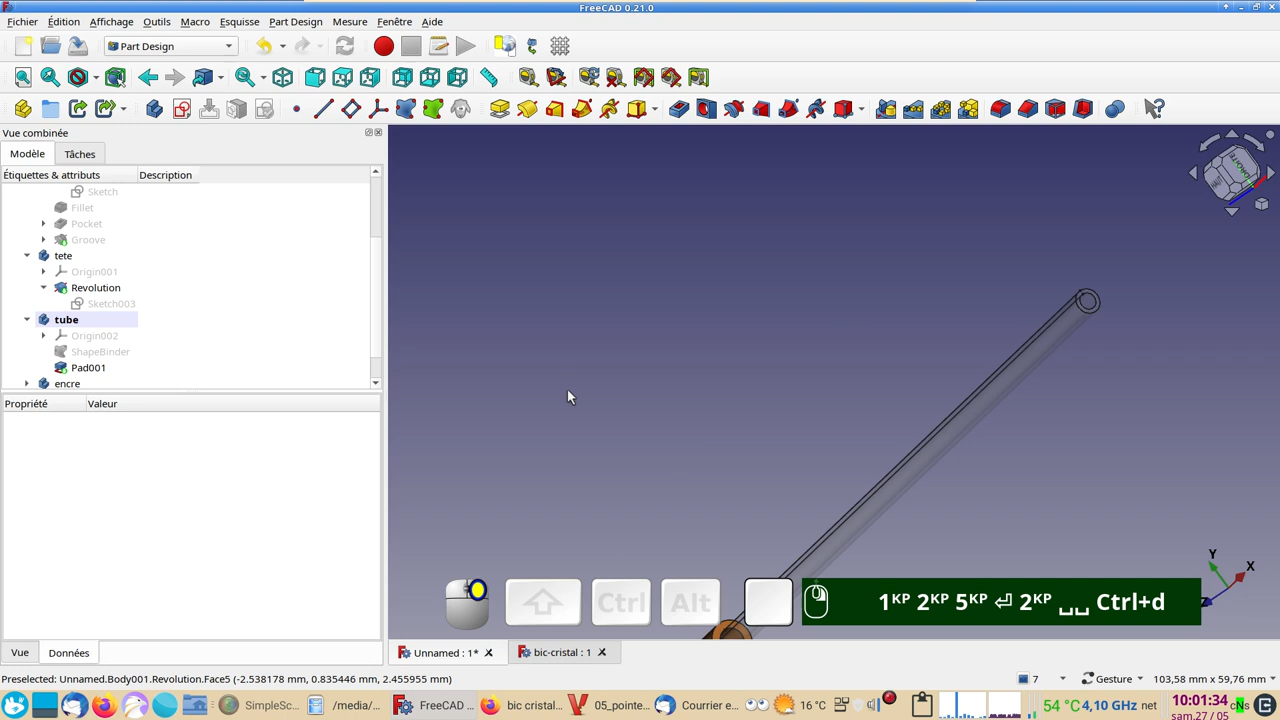 FreeCAD 0.21.0
Fichier Édition Affichage Outils Macro Esquisse Part Design Mesure Fenêtre Aide
Part Design
Vue combinée
Modèle Tâches
Étiquettes & attributs Description
Sketch
Fillet
Pocket
Groove
tete
Origin001
Revolution
Sketch003
tube
Origin002
ShapeBinder
Pad001
encre
Propriété Valeur
Y
X
Z
Ctrl Alt
1KP 2KP 5KP ⏎ 2KP ␣␣ Ctrl+d
Vue Données
Unnamed : 1* bic-cristal : 1
Preselected: Unnamed.Body001.Revolution.Face5 (-2.538178 mm, 0.835446 mm, 2.455955 mm)
7 Gesture 103,58 mm x 59,76 mm
SimpleSc... /media/... FreeCAD ... bic cristal... 05_pointe... Courrier e... 16 °C 54 °C 4,10 GHz net 10:01:34 sam.27 / 05 cNs